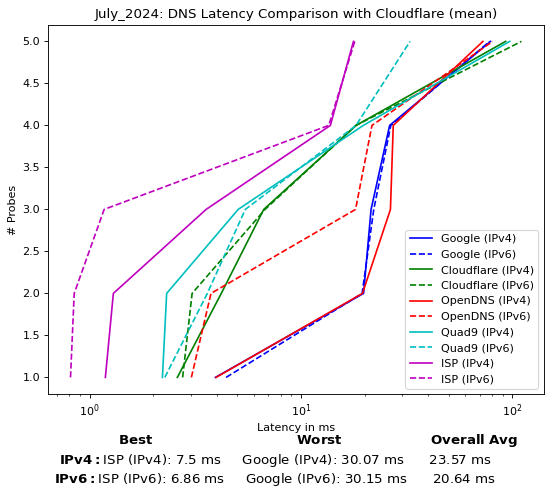 July_2024: DNS Latency Comparison with Cloudflare (mean)
# Probes
5.0
4.5
4.0
3.5
3.0
2.5
2.0
1.5
1.0
Google (IPv4)
Google (IPv6)
Cloudflare (IPv4)
Cloudflare (IPv6)
OpenDNS (IPv4)
OpenDNS (IPv6)
Quad9 (IPv4)
Quad9 (IPv6)
ISP (IPv4)
ISP (IPv6)
10⁰ 10¹ 10²
Latency in ms
Best Worst Overall Avg
IPv4: ISP (IPv4): 7.5 ms Google (IPv4): 30.07 ms 23.57 ms
IPv6: ISP (IPv6): 6.86 ms Google (IPv6): 30.15 ms 20.64 ms